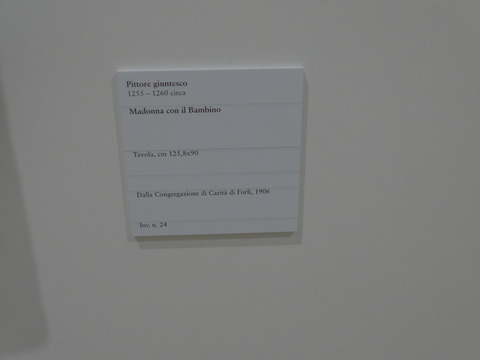 Pittore giuntesco
1255 – 1260 circa
Madonna con il Bambino
Tavola, cm 125,8x90
Dalla Congregazione di Carità di Forlì, 1906
Inv. n. 24